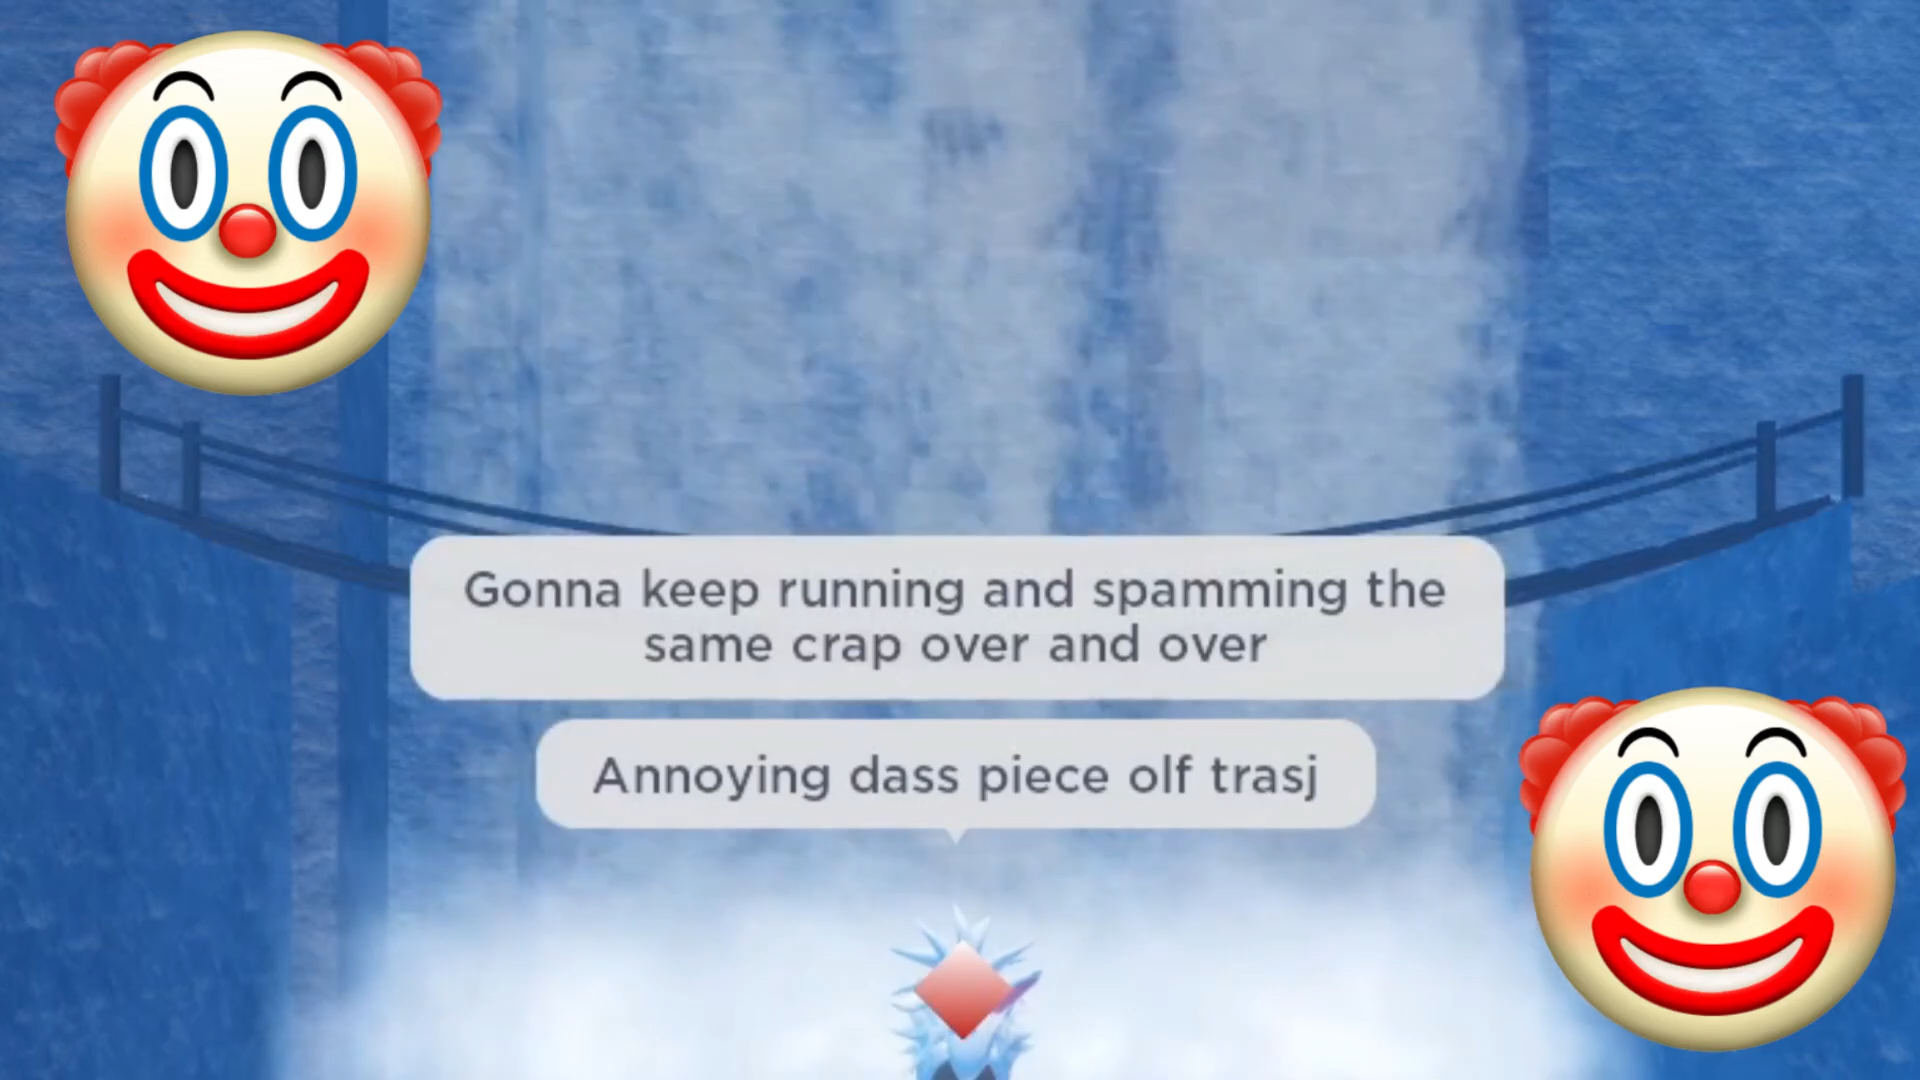 Gonna keep running and spamming the
same crap over and over
Annoying dass piece olf trasj